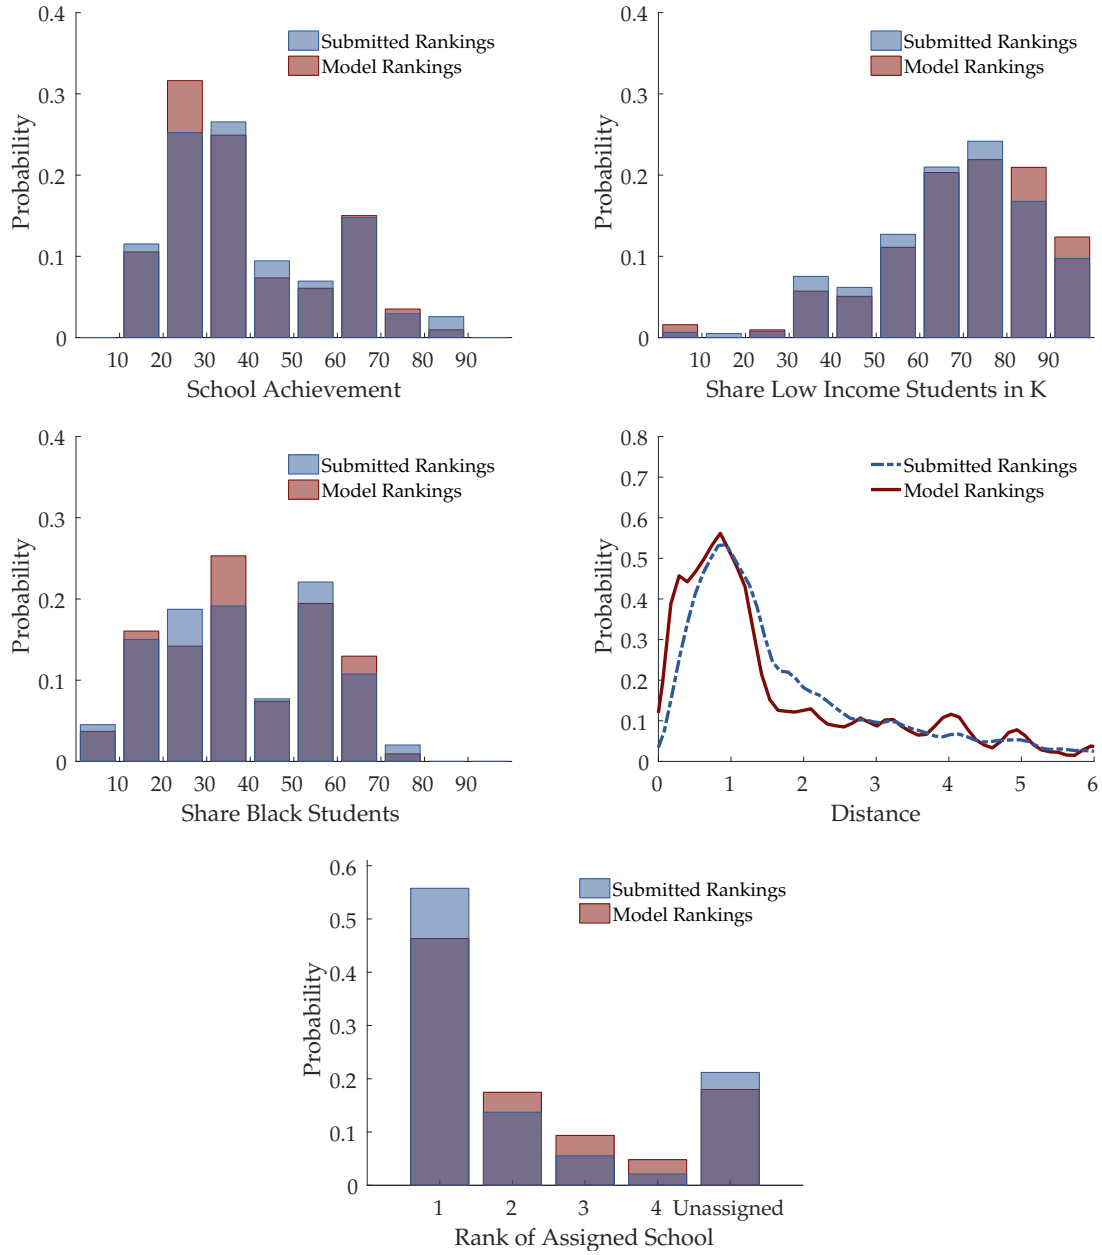 0.4
0.3
0.2
0.1
0
Probability
Submitted Rankings
Model Rankings
10 20 30 40 50 60 70 80 90
School Achievement
0.4
0.3
0.2
0.1
0
Probability
Submitted Rankings
Model Rankings
10 20 30 40 50 60 70 80 90
Share Low Income Students in K
0.4
0.3
0.2
0.1
0
Probability
Submitted Rankings
Model Rankings
10 20 30 40 50 60 70 80 90
Share Black Students
0.8
0.7
0.6
0.5
0.4
0.3
0.2
0.1
0
Probability
Submitted Rankings
Model Rankings
0 1 2 3 4 5 6
Distance
0.6
0.5
0.4
0.3
0.2
0.1
0
Probability
Submitted Rankings
Model Rankings
1 2 3 4 Unassigned
Rank of Assigned School